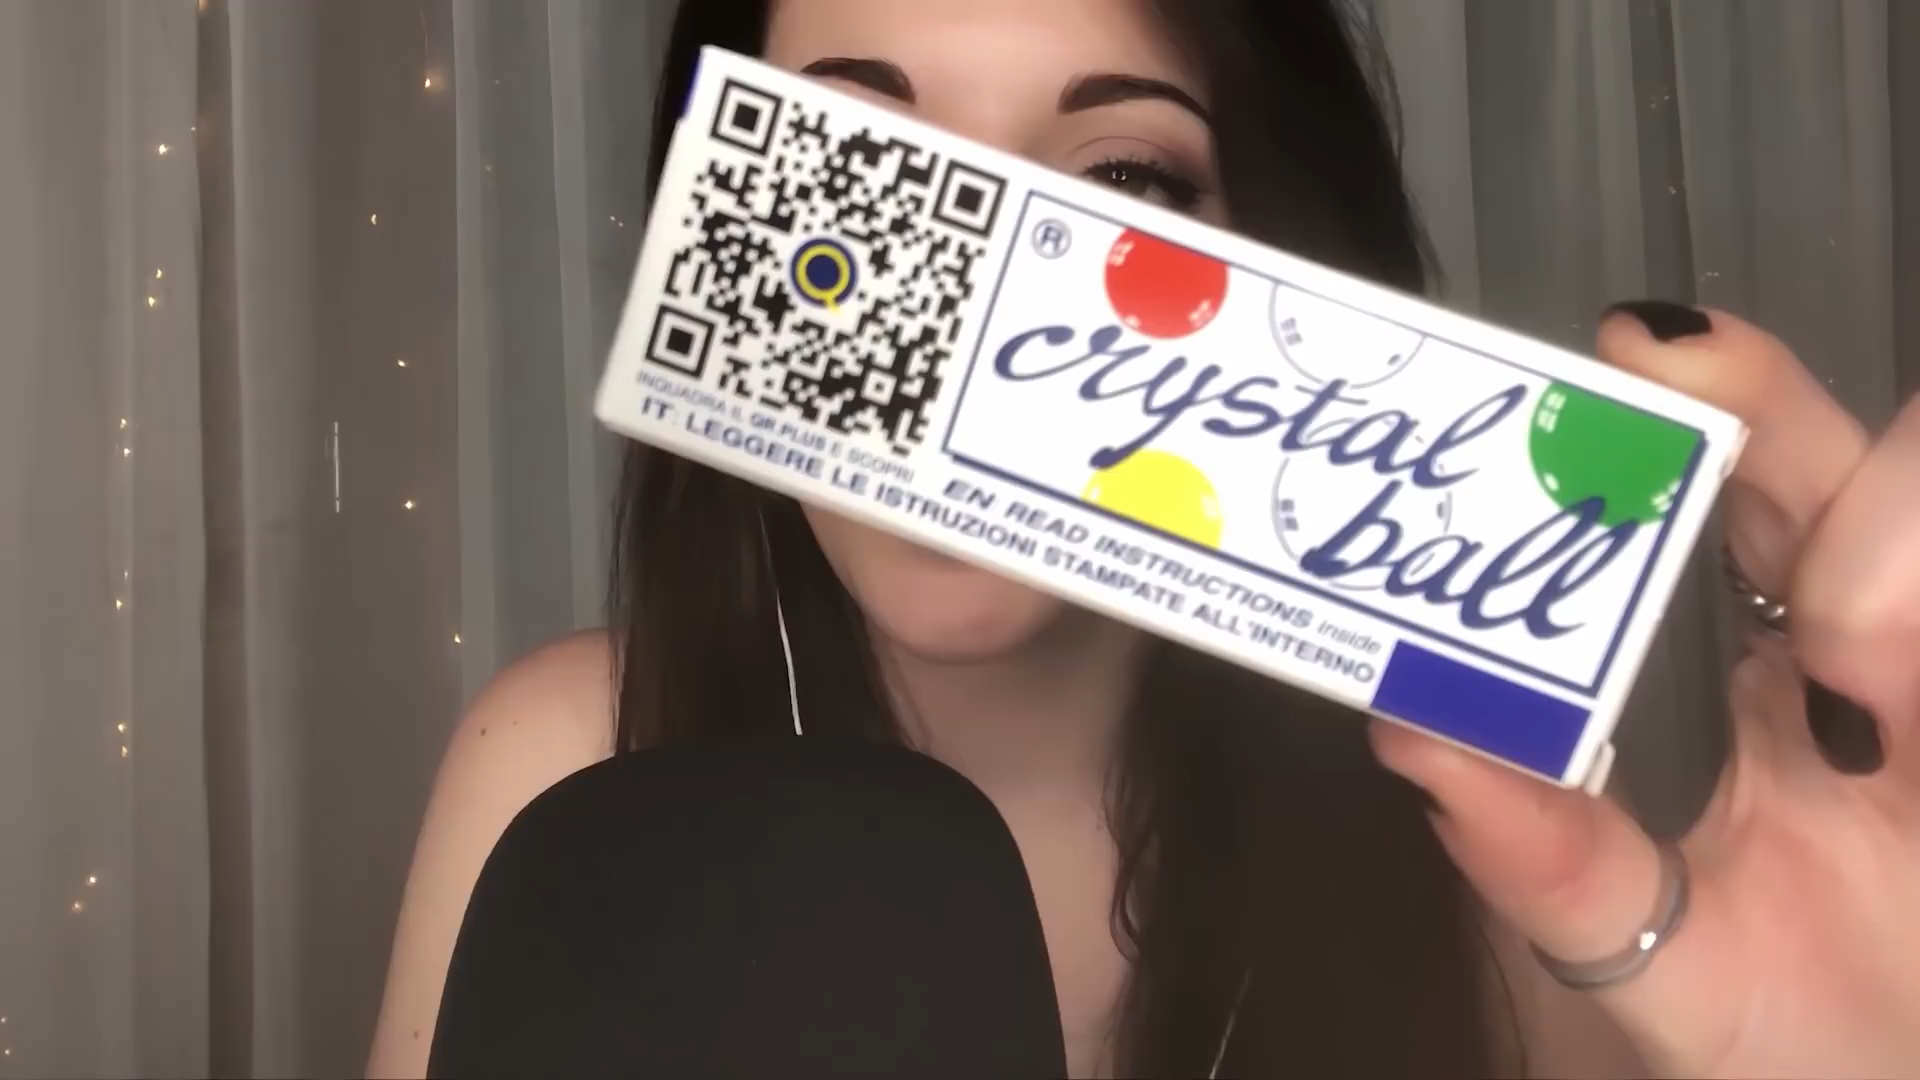 ®
crystal
ball
INQUADRA IL QR PLUS E SCOPRI
EN READ INSTRUCTIONS inside
IT: LEGGERE LE ISTRUZIONI STAMPATE ALL'INTERNO